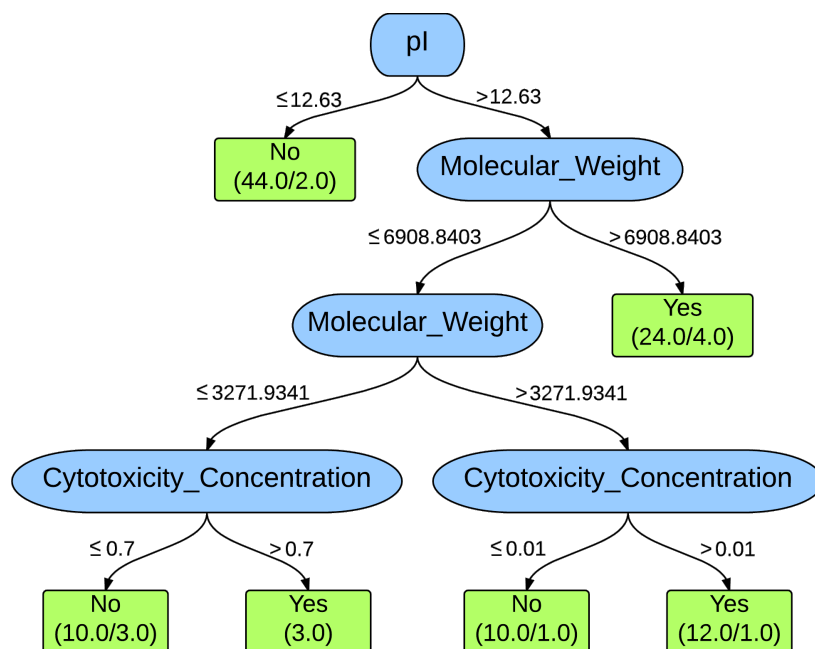 pI
≤12.63
>12.63
No
(44.0/2.0)
Molecular_Weight
≤6908.8403
>6908.8403
Molecular_Weight
Yes
(24.0/4.0)
≤3271.9341
>3271.9341
Cytotoxicity_Concentration
Cytotoxicity_Concentration
≤0.7
>0.7
≤0.01
>0.01
No
(10.0/3.0)
Yes
(3.0)
No
(10.0/1.0)
Yes
(12.0/1.0)